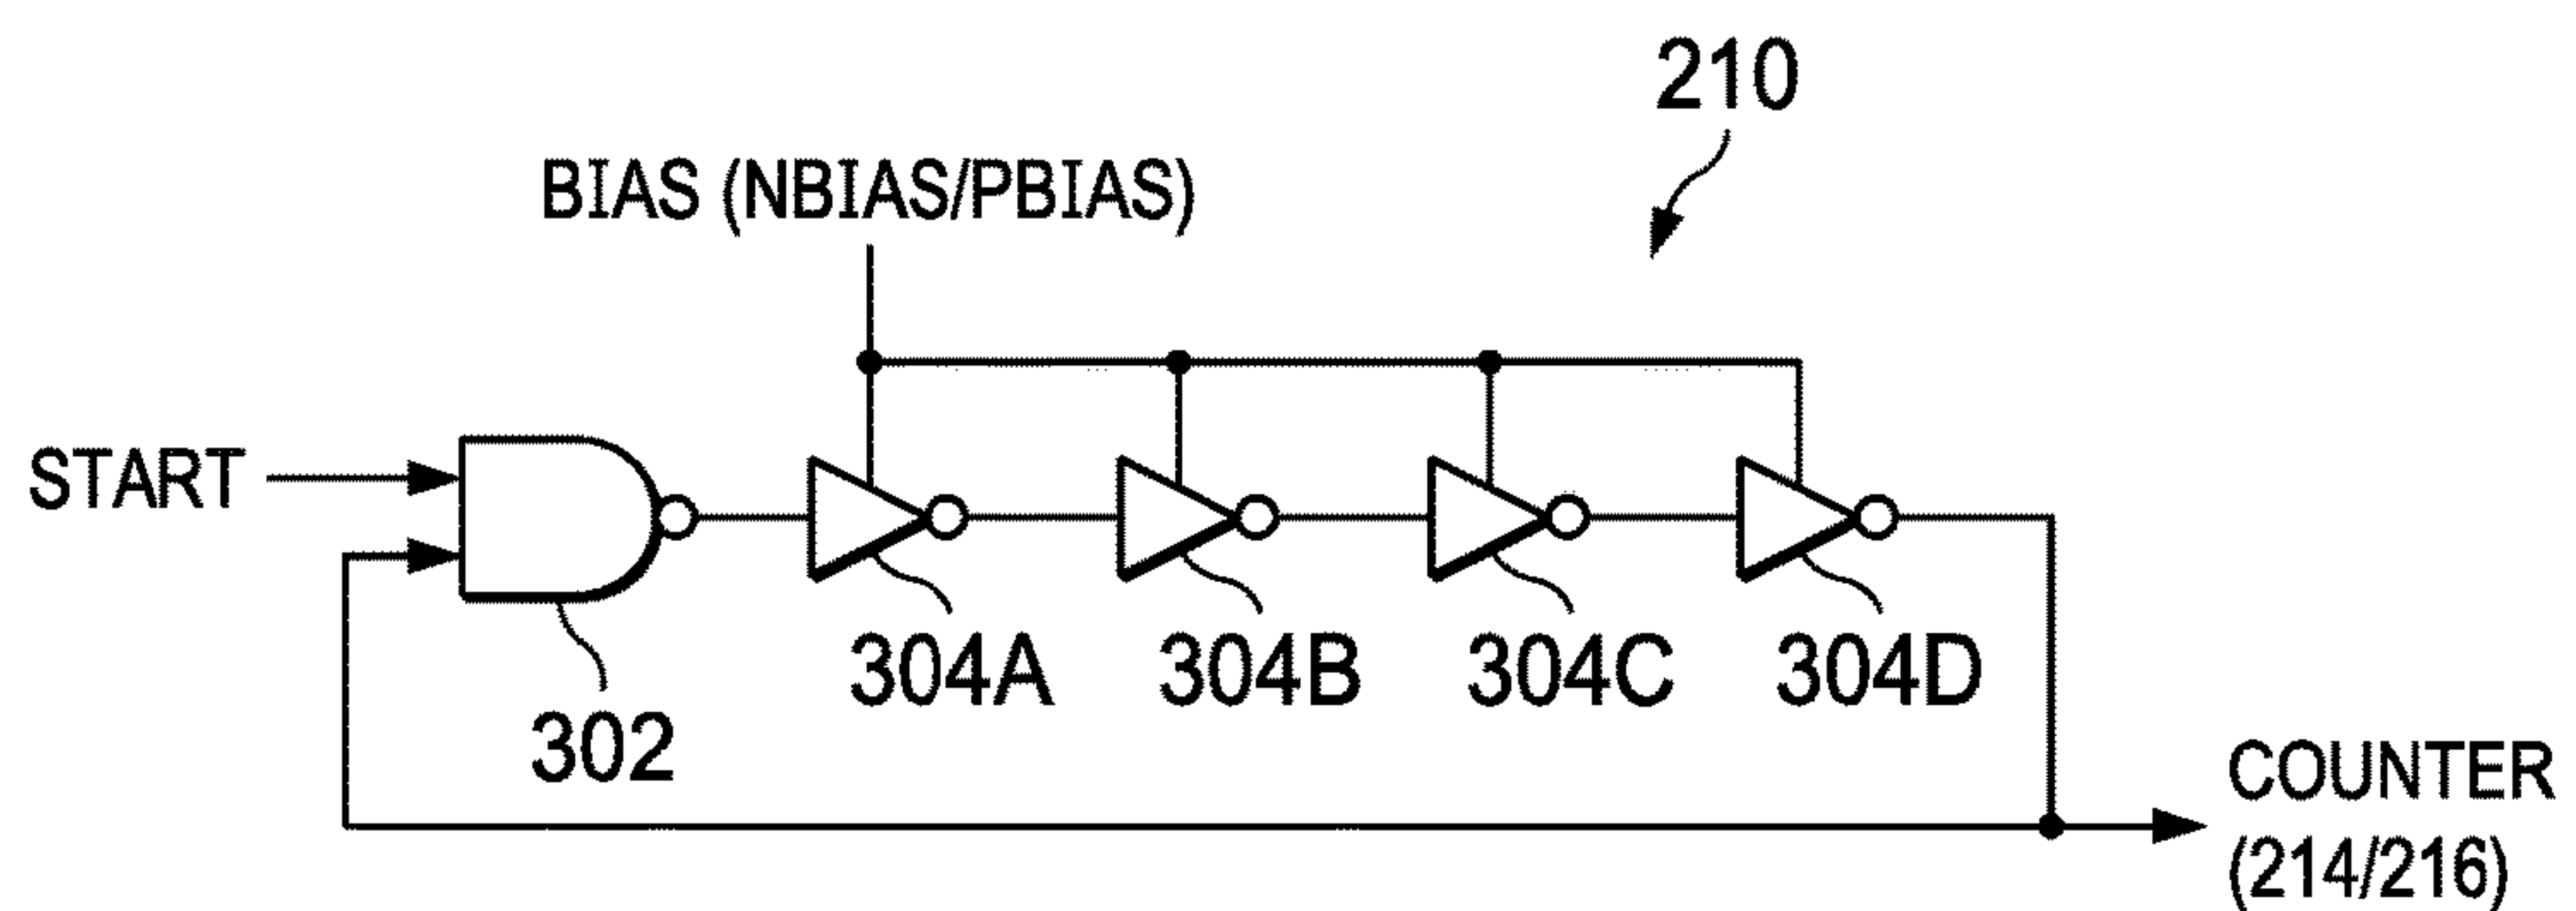 210
BIAS (NBIAS/PBIAS)
START
304A
304B
304C
304D
302
COUNTER
(214/216)